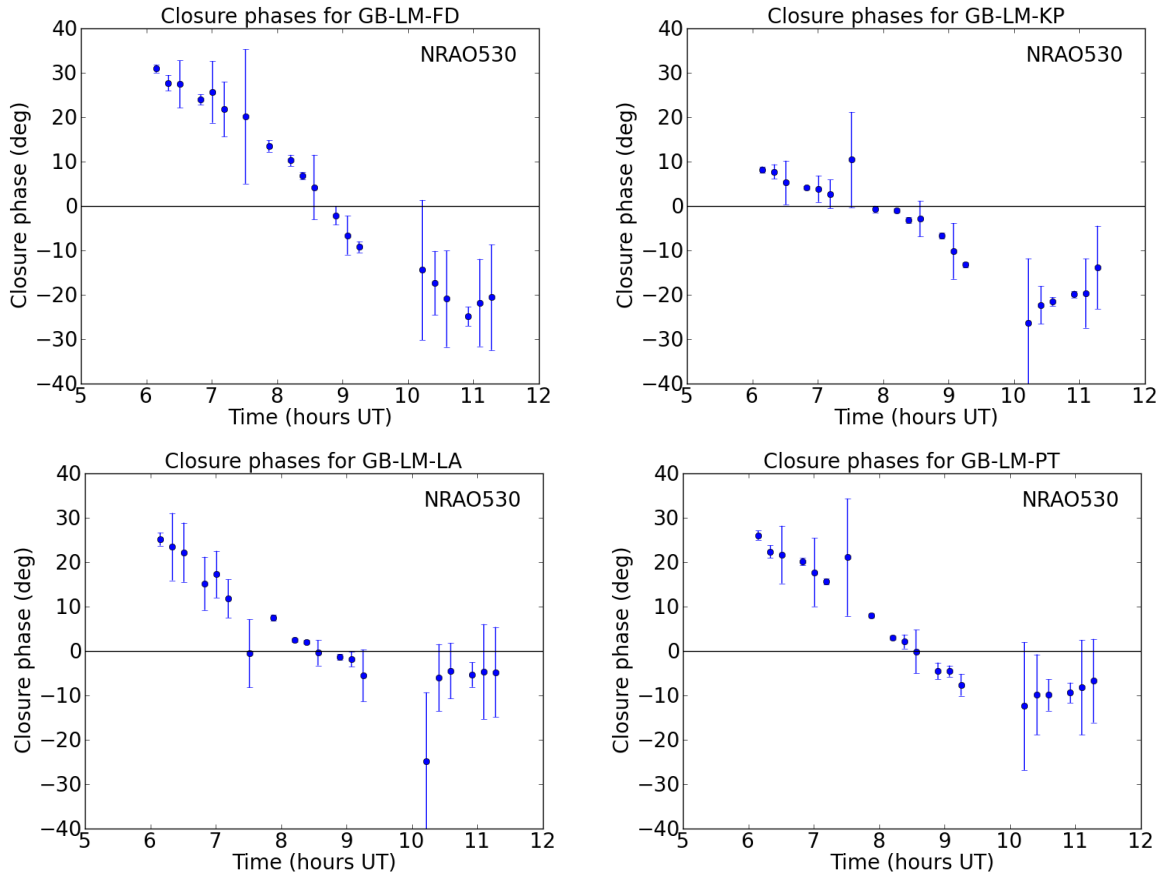 Closure phases for GB-LM-FD
NRAO530
Closure phase (deg)
40
30
20
10
0
−10
−20
−30
−40
5 6 7 8 9 10 11 12
Time (hours UT)
Closure phases for GB-LM-KP
NRAO530
Closure phase (deg)
40
30
20
10
0
−10
−20
−30
−40
5 6 7 8 9 10 11 12
Time (hours UT)
Closure phases for GB-LM-LA
NRAO530
Closure phase (deg)
40
30
20
10
0
−10
−20
−30
−40
5 6 7 8 9 10 11 12
Time (hours UT)
Closure phases for GB-LM-PT
NRAO530
Closure phase (deg)
40
30
20
10
0
−10
−20
−30
−40
5 6 7 8 9 10 11 12
Time (hours UT)